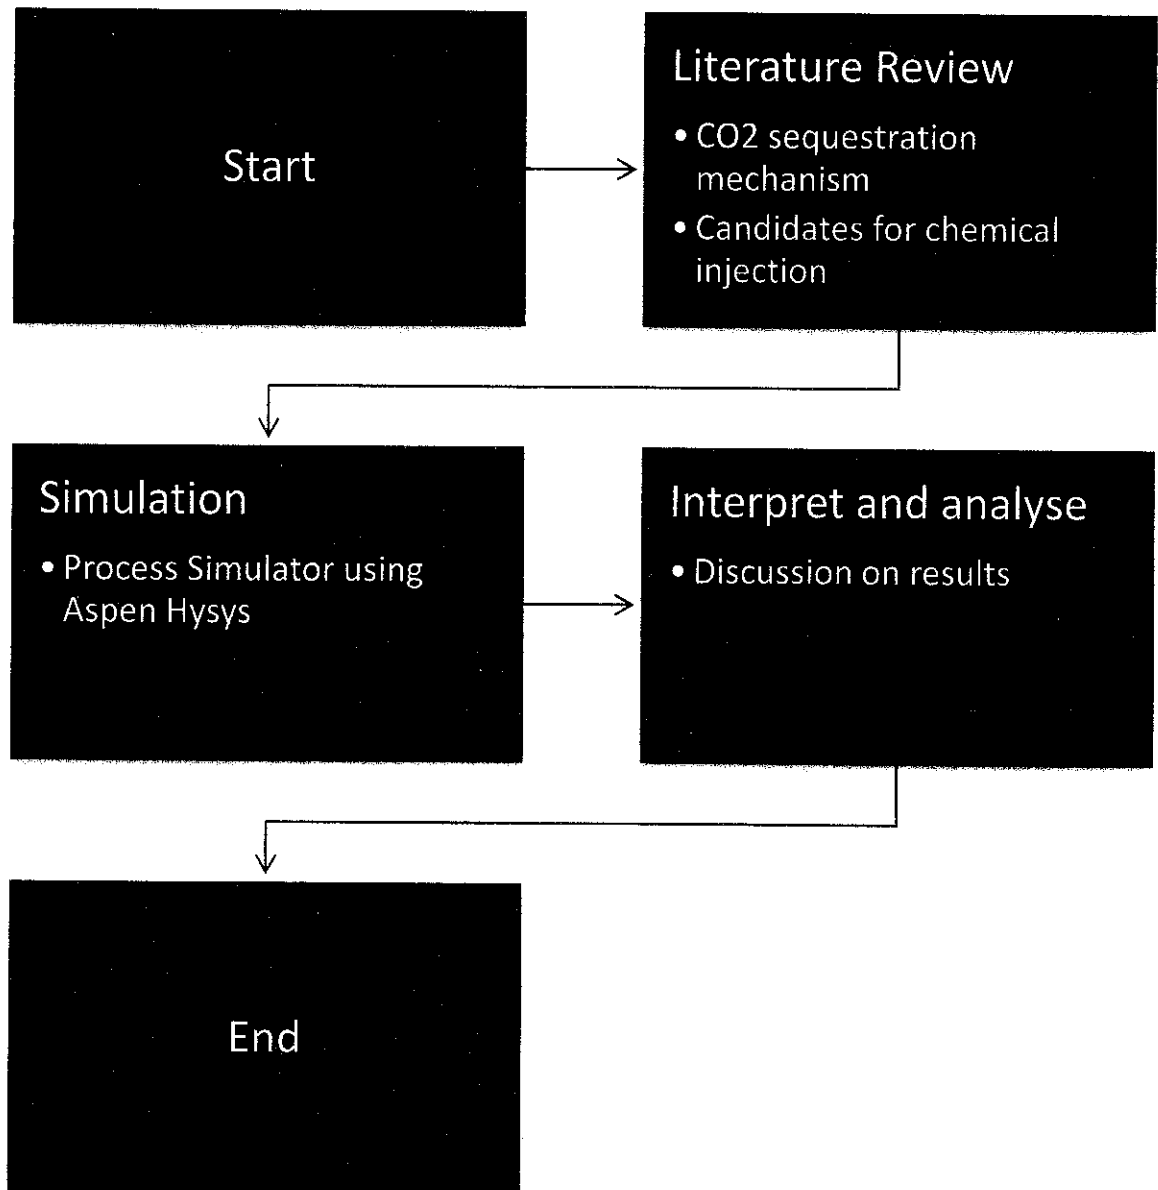 Start
Literature Review
• CO2 sequestration
mechanism
• Candidates for chemical
injection
Simulation
• Process Simulator using
Aspen Hysys
Interpret and analyse
• Discussion on results
End